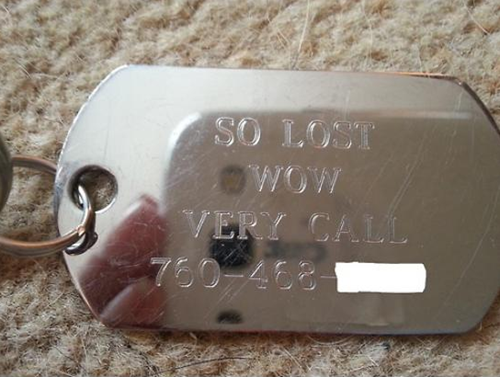 SO LOST
WOW
VERY CALL
760-468-